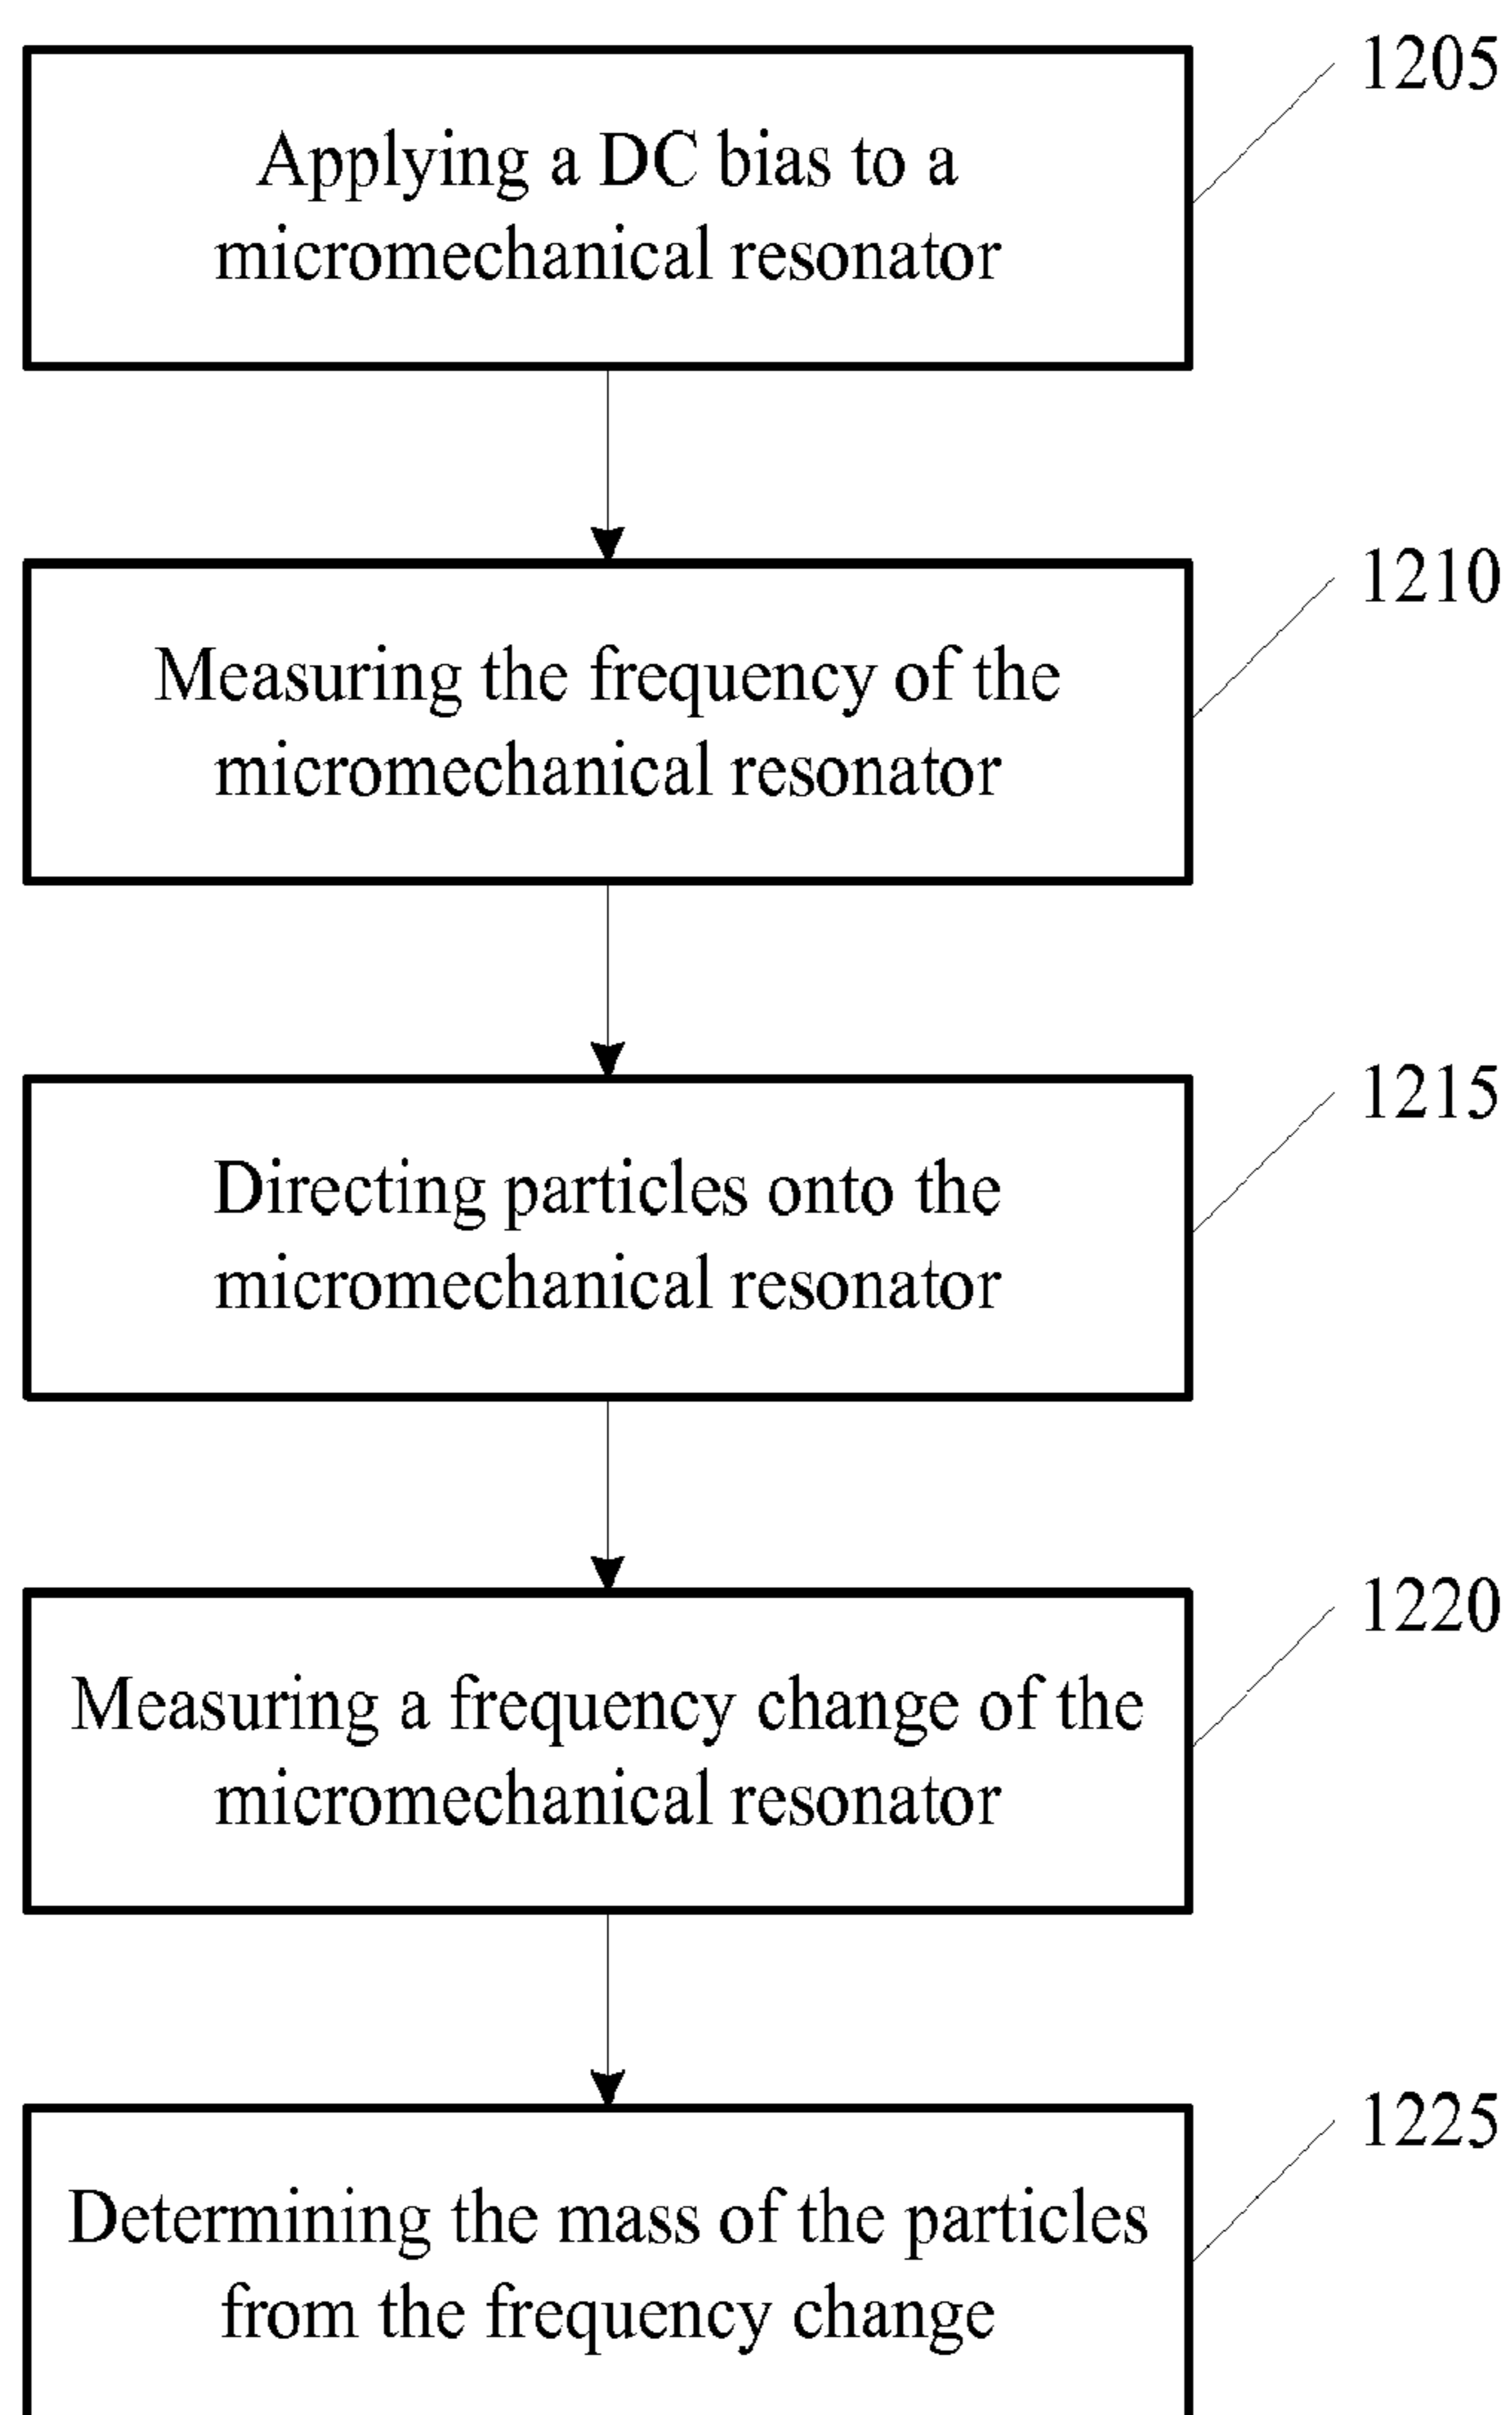 1205
Applying a DC bias to a
micromechanical resonator
1210
Measuring the frequency of the
micromechanical resonator
1215
Directing particles onto the
micromechanical resonator
1220
Measuring a frequency change of the
micromechanical resonator
1225
Determining the mass of the particles
from the frequency change